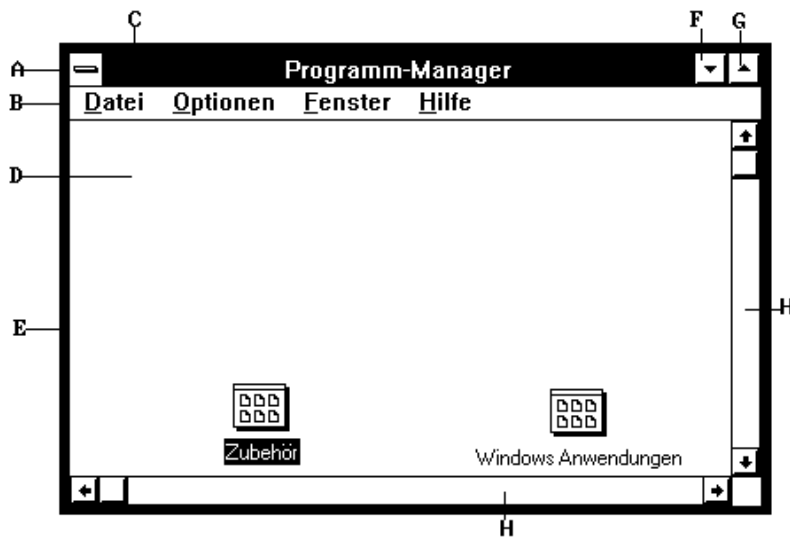 C F G
A Programm-Manager
B Datei Optionen Fenster Hilfe
D
H
E
Zubehör Windows Anwendungen
H